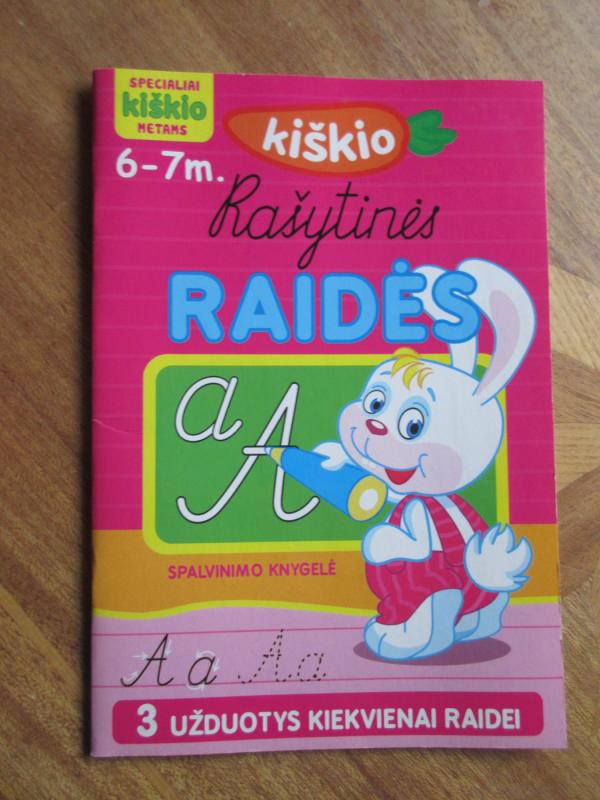 SPECIALIAI
kiškio
METAMS
kiškio
6-7m.
Rašytinės
RAIDĖS
a A
SPALVINIMO KNYGELĖ
A a A a
3 UŽDUOTYS KIEKVIENAI RAIDEI